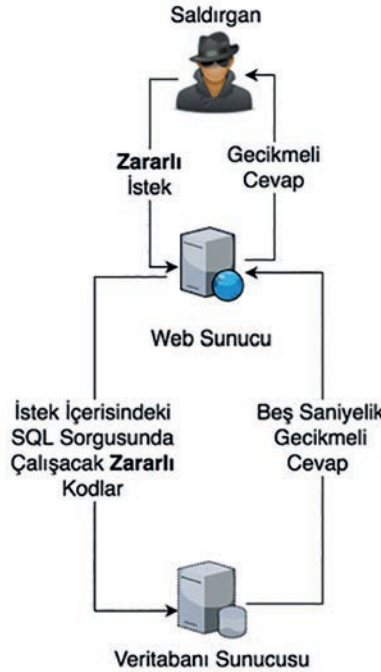 Saldırgan
Zararlı
İstek
Gecikmeli
Cevap
Web Sunucu
İstek İçerisindeki
SQL Sorgusunda
Çalışacak Zararlı
Kodlar
Beş Saniyelik
Gecikmeli
Cevap
Veritabanı Sunucusu